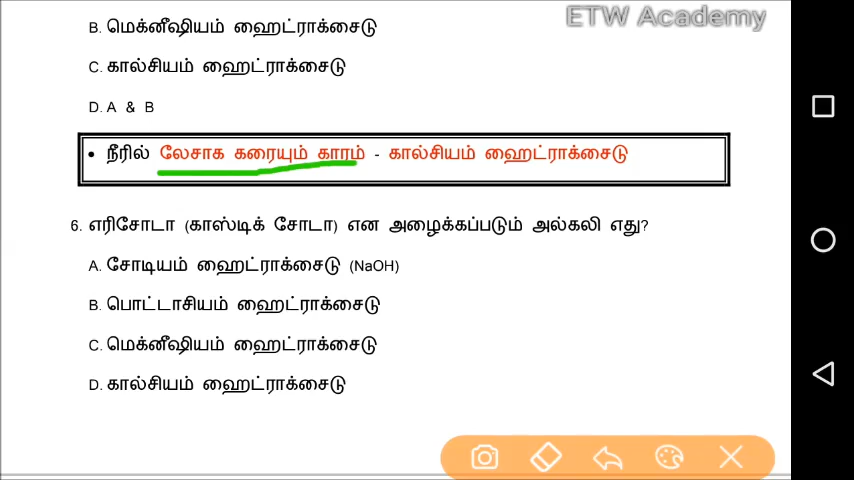 ETW Academy
B. மெக்னீஷியம் ஹைட்ராக்சைடு
C. கால்சியம் ஹைட்ராக்சைடு
D. A & B
• நீரில் லேசாக கரையும் காரம் - கால்சியம் ஹைட்ராக்சைடு
6. எரிசோடா (காஸ்டிக் சோடா) என அழைக்கப்படும் அல்கலி எது?
A. சோடியம் ஹைட்ராக்சைடு (NaOH)
B. பொட்டாசியம் ஹைட்ராக்சைடு
C. மெக்னீஷியம் ஹைட்ராக்சைடு
D. கால்சியம் ஹைட்ராக்சைடு